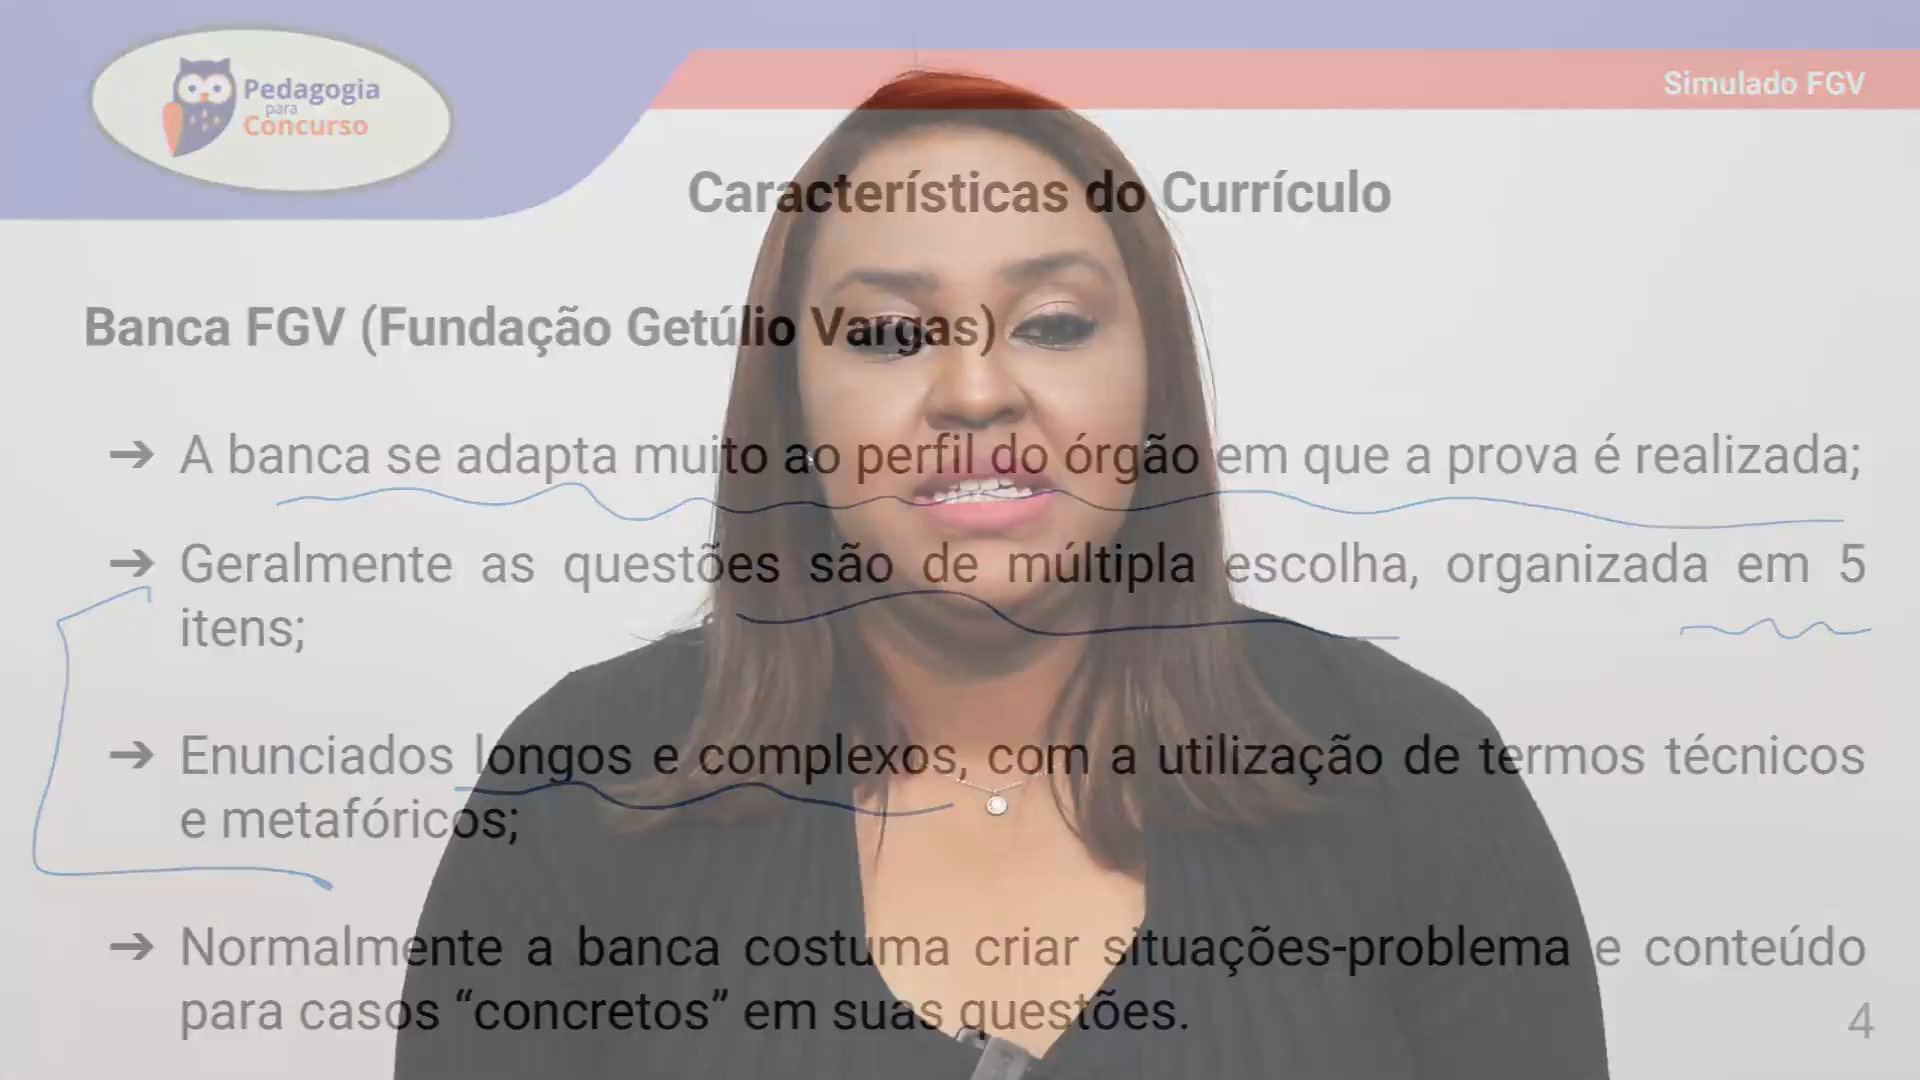 Pedagogia
para
Concurso
Simulado FGV
Características do Currículo
Banca FGV (Fundação Getúlio Vargas)
➔ A banca se adapta muito ao perfil do órgão em que a prova é realizada;
➔ Geralmente as questões são de múltipla escolha, organizada em 5
itens;
➔ Enunciados longos e complexos, com a utilização de termos técnicos
e metafóricos;
➔ Normalmente a banca costuma criar situações-problema e conteúdo
para casos “concretos” em suas questões.
4